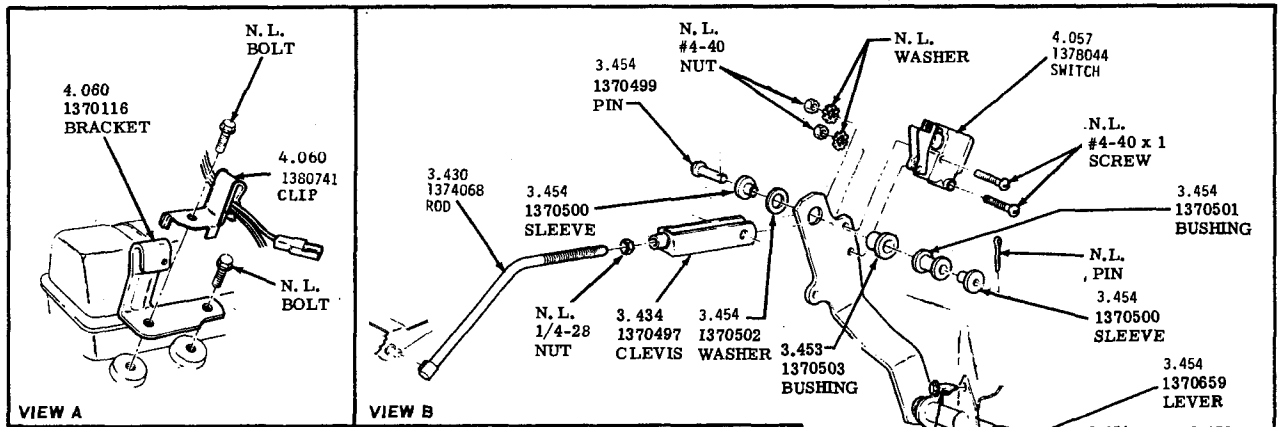 N. L.
BOLT
4.060
1370116
BRACKET
4.060
1380741
CLIP
N. L.
BOLT
VIEW A
N. L.
#4-40
NUT
N. L.
WASHER
4.057
1378044
SWITCH
3.454
1370499
PIN
N.L.
#4-40 x 1
SCREW
3.430
1374068
ROD
3.454
1370500
SLEEVE
3.454
1370501
BUSHING
N.L.
PIN
3.454
1370500
SLEEVE
N. L.
1/4-28
NUT
3.434
1370497
CLEVIS
3.454
1370502
WASHER
3.453
1370503
BUSHING
3.454
1370659
LEVER
VIEW B